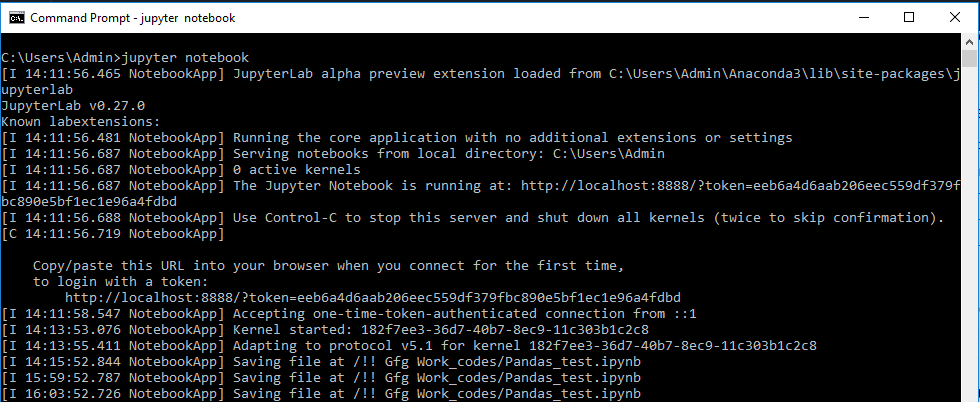 Command Prompt - jupyter  notebook
C:\Users\Admin>jupyter notebook
[I 14:11:56.465 NotebookApp] JupyterLab alpha preview extension loaded from C:\Users\Admin\Anaconda3\lib\site-packages\j
upyterlab
JupyterLab v0.27.0
Known labextensions:
[I 14:11:56.481 NotebookApp] Running the core application with no additional extensions or settings
[I 14:11:56.687 NotebookApp] Serving notebooks from local directory: C:\Users\Admin
[I 14:11:56.687 NotebookApp] 0 active kernels
[I 14:11:56.687 NotebookApp] The Jupyter Notebook is running at: http://localhost:8888/?token=eeb6a4d6aab206eec559df379f
bc890e5bf1ec1e96a4fdbd
[I 14:11:56.688 NotebookApp] Use Control-C to stop this server and shut down all kernels (twice to skip confirmation).
[C 14:11:56.719 NotebookApp]
    Copy/paste this URL into your browser when you connect for the first time,
    to login with a token:
        http://localhost:8888/?token=eeb6a4d6aab206eec559df379fbc890e5bf1ec1e96a4fdbd
[I 14:11:58.547 NotebookApp] Accepting one-time-token-authenticated connection from ::1
[I 14:13:53.076 NotebookApp] Kernel started: 182f7ee3-36d7-40b7-8ec9-11c303b1c2c8
[I 14:13:55.411 NotebookApp] Adapting to protocol v5.1 for kernel 182f7ee3-36d7-40b7-8ec9-11c303b1c2c8
[I 14:15:52.844 NotebookApp] Saving file at /!! Gfg Work_codes/Pandas_test.ipynb
[I 15:59:52.787 NotebookApp] Saving file at /!! Gfg Work_codes/Pandas_test.ipynb
[I 16:03:52.726 NotebookApp] Saving file at /!! Gfg Work_codes/Pandas_test.ipynb